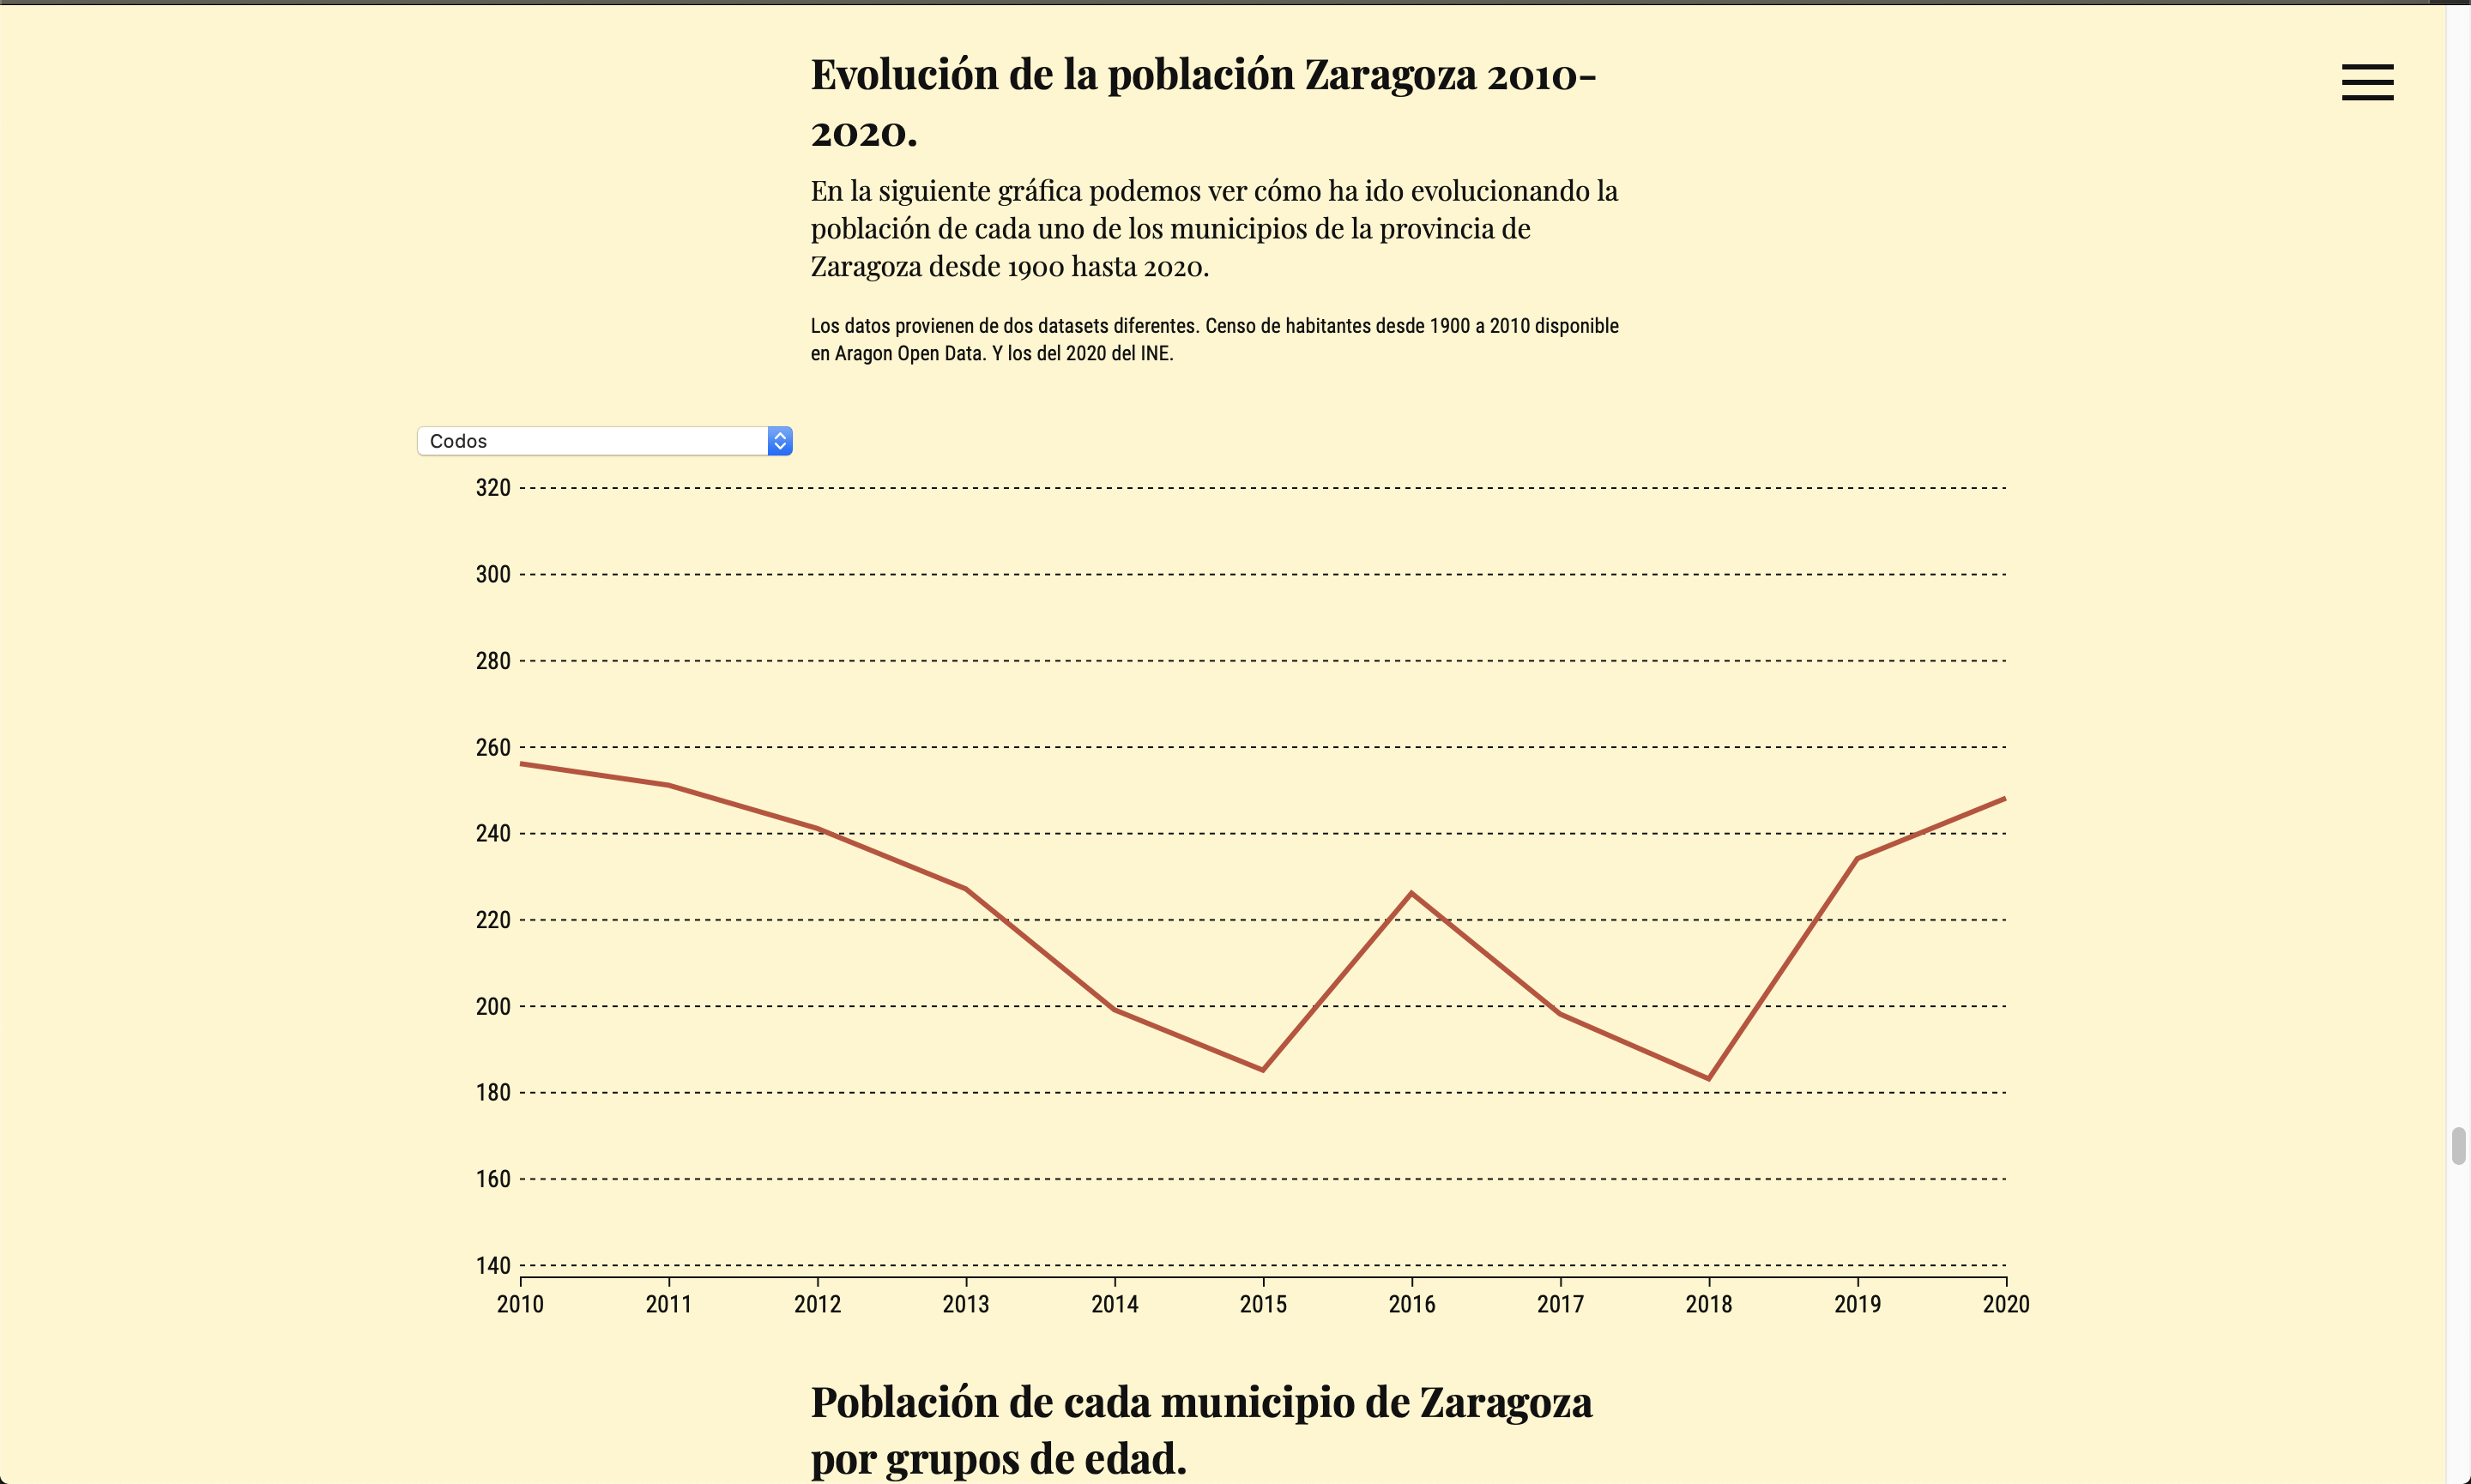 Evolución de la población Zaragoza 2010-
2020.
En la siguiente gráfica podemos ver cómo ha ido evolucionando la
población de cada uno de los municipios de la provincia de
Zaragoza desde 1900 hasta 2020.
Los datos provienen de dos datasets diferentes. Censo de habitantes desde 1900 a 2010 disponible
en Aragon Open Data. Y los del 2020 del INE.
Codos
320
300
280
260
240
220
200
180
160
140
2010 2011 2012 2013 2014 2015 2016 2017 2018 2019 2020
Población de cada municipio de Zaragoza
por grupos de edad.